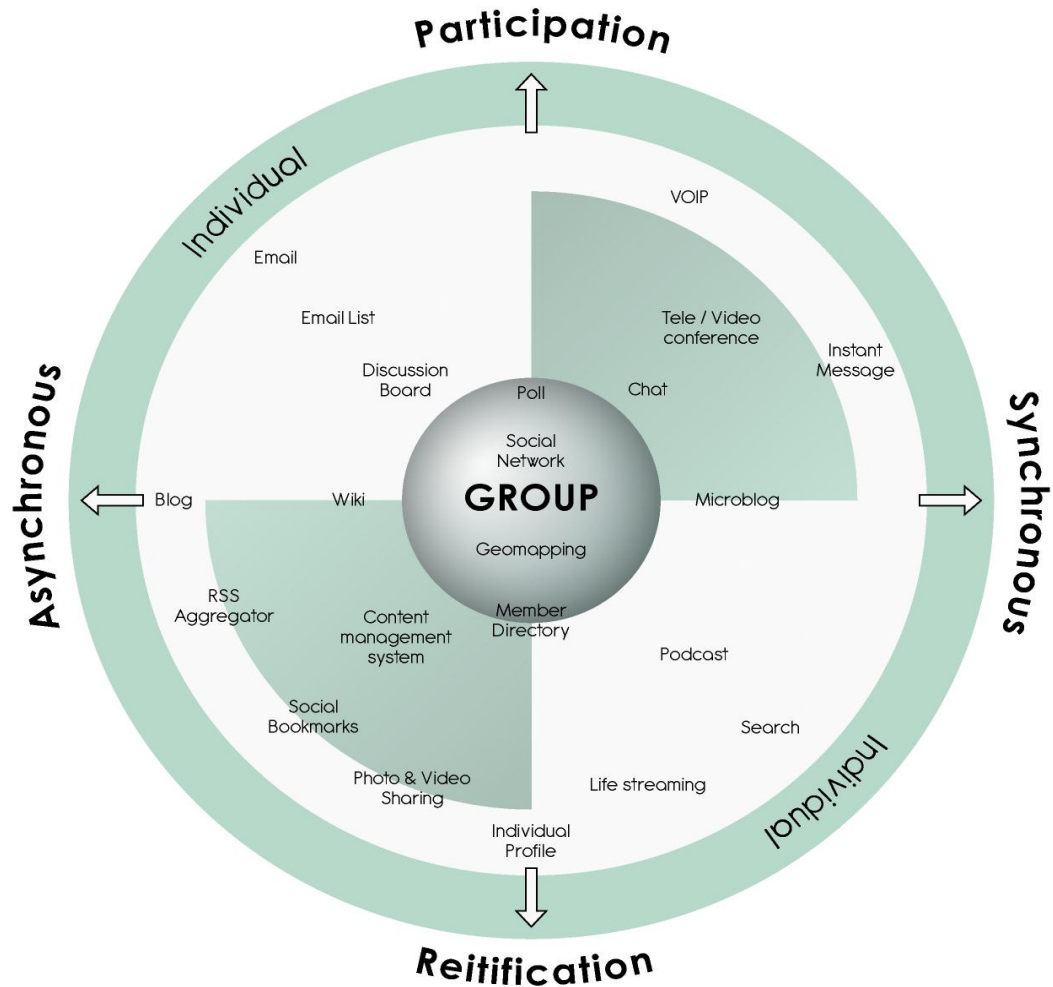 Participation
Individual
VOIP
Email
Email List
Tele / Video
conference
Instant
Message
Discussion
Board
Chat
Poll
Social
Network
Asynchronous
Synchronous
Blog
Wiki
GROUP
Microblog
Geomapping
RSS
Aggregator
Content
management
system
Member
Directory
Podcast
Social
Bookmarks
Search
Individual
Photo & Video
Sharing
Life streaming
Individual
Profile
Reitification